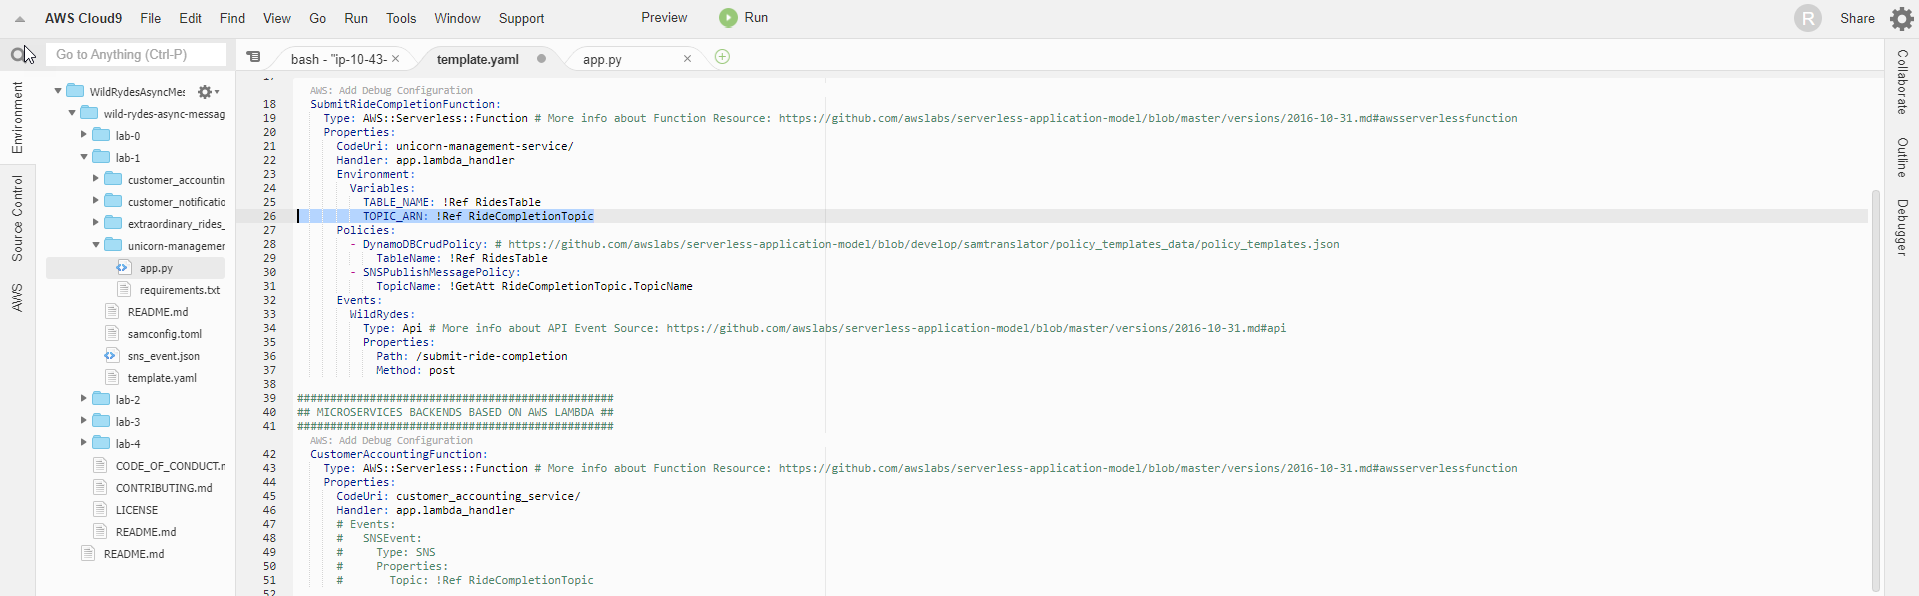 AWS Cloud9 File Edit Find View Go Run Tools Window Support Preview Run R Share
Go to Anything (Ctrl-P)
bash - "ip-10-43- × template.yaml app.py ×
Environment
Source Control
AWS
WildRydesAsyncMes
wild-rydes-async-messag
lab-0
lab-1
customer_accountin
customer_notificatio
extraordinary_rides_
unicorn-managemer
app.py
requirements.txt
README.md
samconfig.toml
sns_event.json
template.yaml
lab-2
lab-3
lab-4
CODE_OF_CONDUCT.n
CONTRIBUTING.md
LICENSE
README.md
README.md
17
AWS: Add Debug Configuration
18 SubmitRideCompletionFunction:
19 Type: AWS::Serverless::Function # More info about Function Resource: https://github.com/awslabs/serverless-application-model/blob/master/versions/2016-10-31.md#awsserverlessfunction
20 Properties:
21 CodeUri: unicorn-management-service/
22 Handler: app.lambda_handler
23 Environment:
24 Variables:
25 TABLE_NAME: !Ref RidesTable
26 TOPIC_ARN: !Ref RideCompletionTopic
27 Policies:
28 - DynamoDBCrudPolicy: # https://github.com/awslabs/serverless-application-model/blob/develop/samtranslator/policy_templates_data/policy_templates.json
29 TableName: !Ref RidesTable
30 - SNSPublishMessagePolicy:
31 TopicName: !GetAtt RideCompletionTopic.TopicName
32 Events:
33 WildRydes:
34 Type: Api # More info about API Event Source: https://github.com/awslabs/serverless-application-model/blob/master/versions/2016-10-31.md#api
35 Properties:
36 Path: /submit-ride-completion
37 Method: post
38
39 ################################################
40 ## MICROSERVICES BACKENDS BASED ON AWS LAMBDA ##
41 ################################################
AWS: Add Debug Configuration
42 CustomerAccountingFunction:
43 Type: AWS::Serverless::Function # More info about Function Resource: https://github.com/awslabs/serverless-application-model/blob/master/versions/2016-10-31.md#awsserverlessfunction
44 Properties:
45 CodeUri: customer_accounting_service/
46 Handler: app.lambda_handler
47 # Events:
48 # SNSEvent:
49 # Type: SNS
50 # Properties:
51 # Topic: !Ref RideCompletionTopic
52
Collaborate
Outline
Debugger